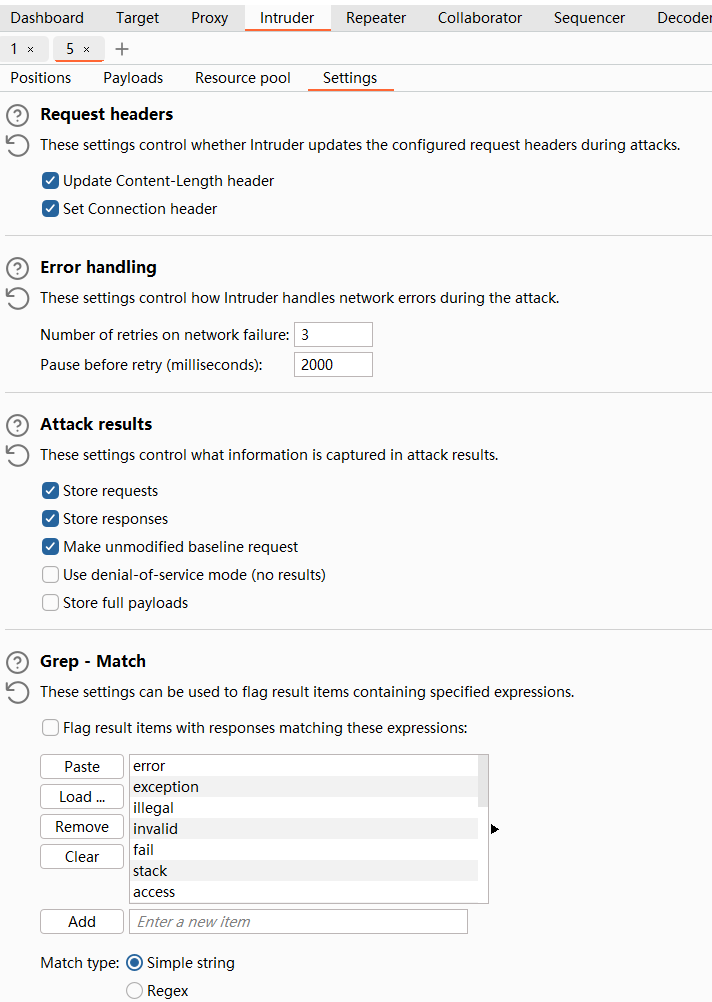 Dashboard Target Proxy Intruder Repeater Collaborator Sequencer Decoder
1 × 5 × +
Positions Payloads Resource pool Settings
Request headers
These settings control whether Intruder updates the configured request headers during attacks.
Update Content-Length header
Set Connection header
Error handling
These settings control how Intruder handles network errors during the attack.
Number of retries on network failure: 3
Pause before retry (milliseconds): 2000
Attack results
These settings control what information is captured in attack results.
Store requests
Store responses
Make unmodified baseline request
Use denial-of-service mode (no results)
Store full payloads
Grep - Match
These settings can be used to flag result items containing specified expressions.
Flag result items with responses matching these expressions:
Paste error
exception
Load ... illegal
Remove invalid
fail
Clear stack
access
Add Enter a new item
Match type: Simple string
Regex